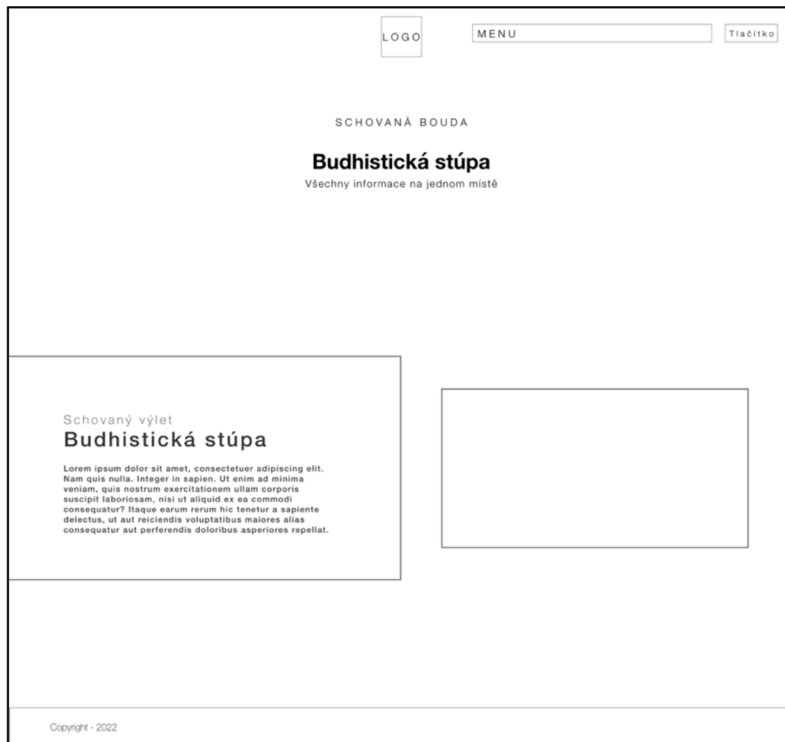 LOGO
MENU
Tlačítko
SCHOVANÁ BOUDA
Budhistická stúpa
Všechny informace na jednom místě
Schovaný výlet
Budhistická stúpa
Lorem ipsum dolor sit amet, consectetuer adipiscing elit.
Nam quis nulla. Integer in sapien. Ut enim ad minima
veniam, quis nostrum exercitationem ullam corporis
suscipit laboriosam, nisi ut aliquid ex ea commodi
consequatur? Itaque earum rerum hic tenetur a sapiente
delectus, ut aut reiciendis voluptatibus maiores alias
consequatur aut perferendis doloribus asperiores repellat.
Copyright - 2022